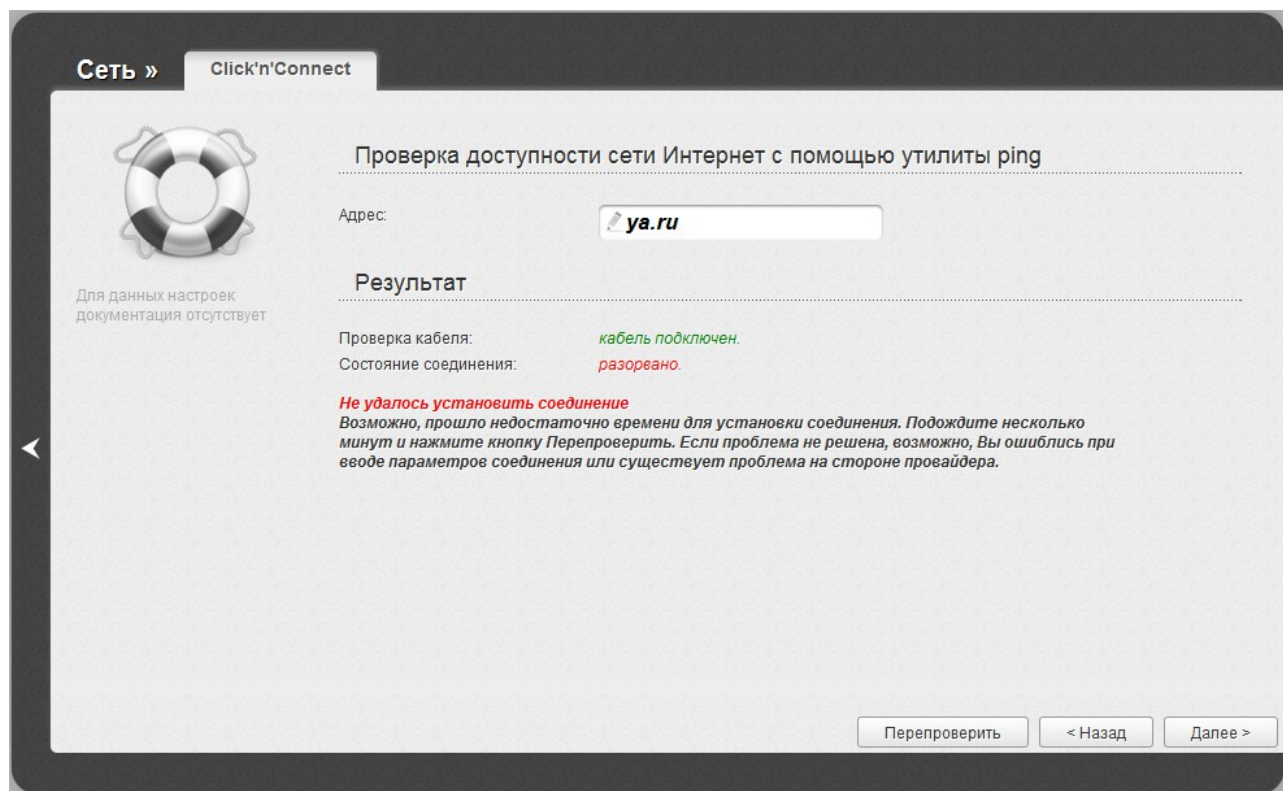 Сеть »
Click'n'Connect
Проверка доступности сети Интернет с помощью утилиты ping
Адрес:
ya.ru
Результат
Для данных настроек
документация отсутствует
Проверка кабеля:
кабель подключен.
Состояние соединения:
разорвано.
Не удалось установить соединение
Возможно, прошло недостаточно времени для установки соединения. Подождите несколько
минут и нажмите кнопку Перепроверить. Если проблема не решена, возможно, Вы ошиблись при
вводе параметров соединения или существует проблема на стороне провайдера.
Перепроверить
< Назад
Далее >